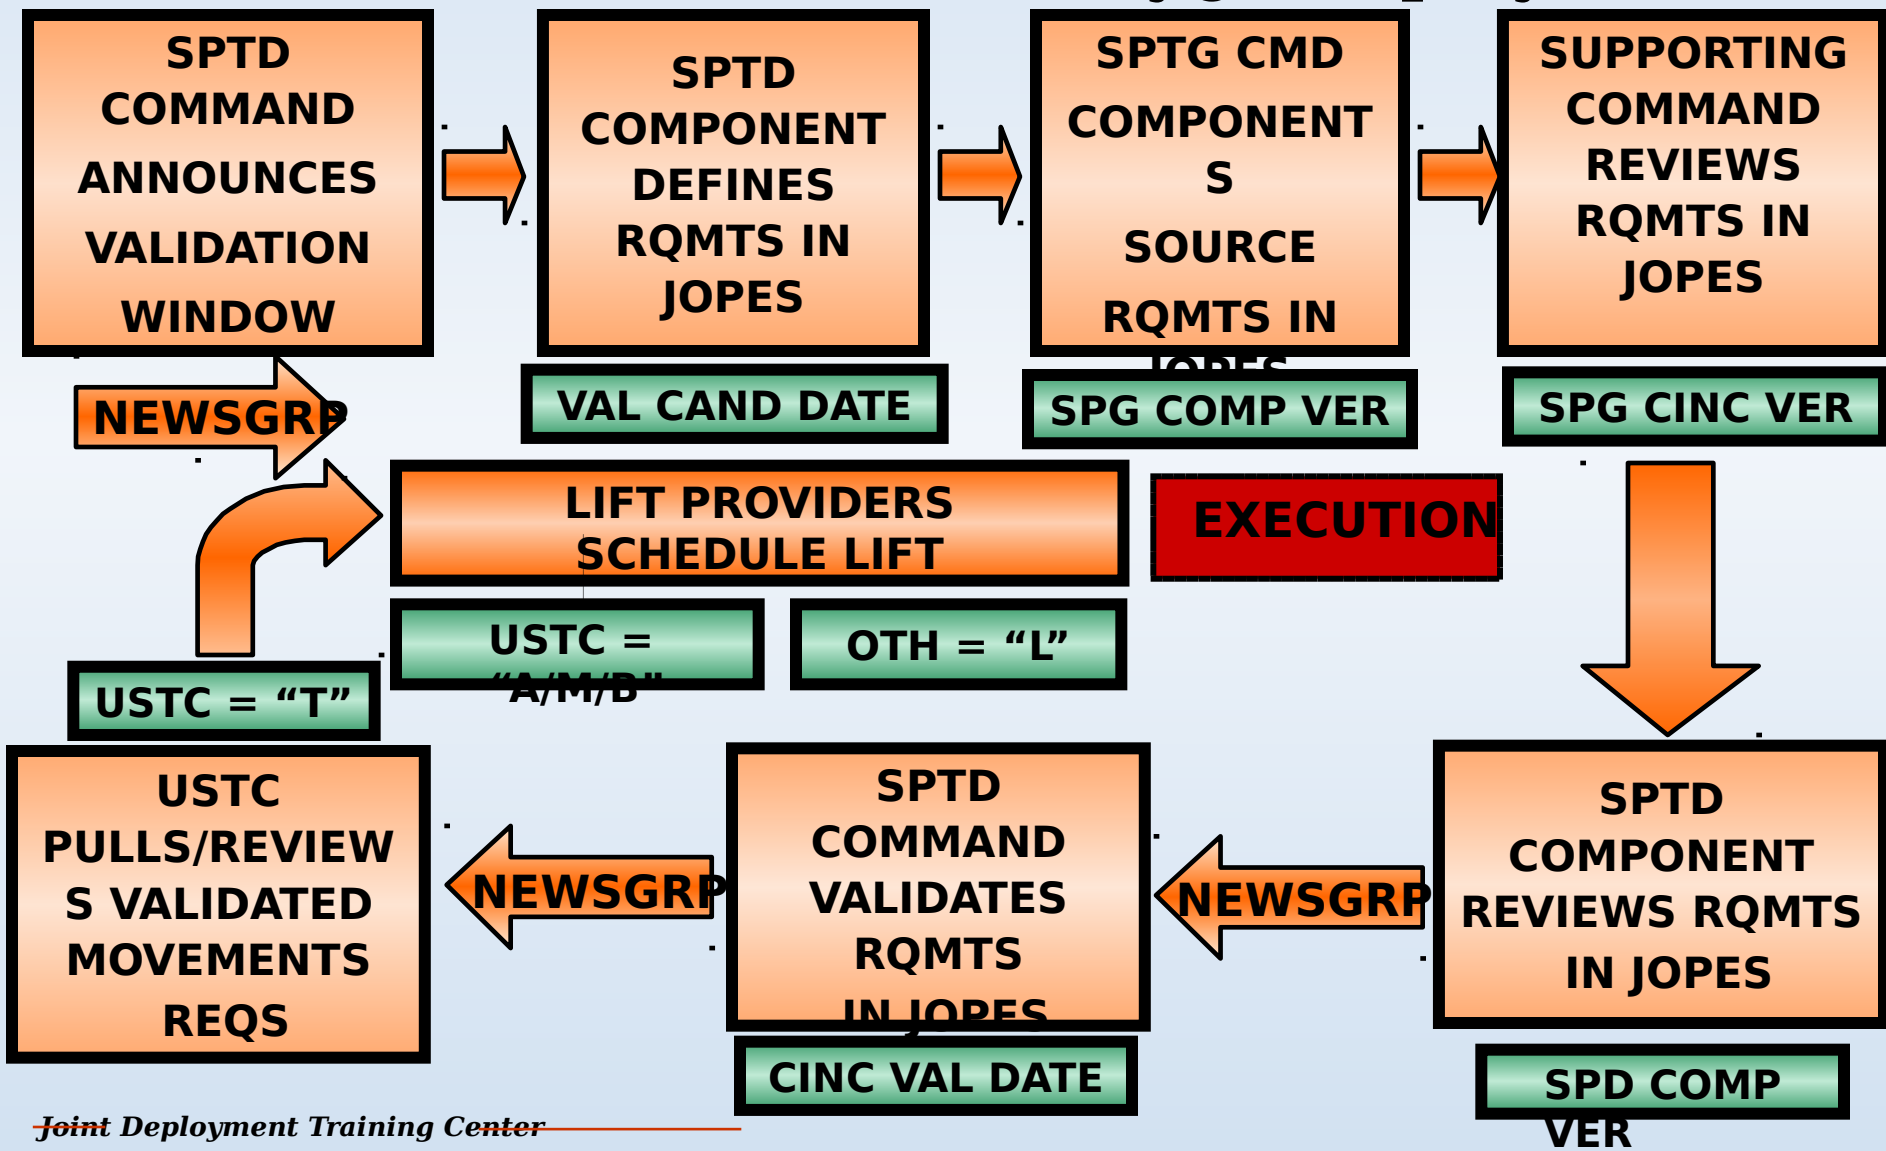 SPTD
COMMAND
ANNOUNCES
VALIDATION
WINDOW
SPTD
COMPONENT
DEFINES
RQMTS IN
JOPES
SPTG CMD
COMPONENT
S
SOURCE
RQMTS IN
JOPES
SUPPORTING
COMMAND
REVIEWS
RQMTS IN
JOPES
NEWSGRP
VAL CAND DATE
SPG COMP VER
SPG CINC VER
LIFT PROVIDERS
SCHEDULE LIFT
EXECUTION
USTC =
“A/M/B"
OTH = “L”
USTC = “T”
USTC
PULLS/REVIEW
S VALIDATED
MOVEMENTS
REQS
NEWSGRP
SPTD
COMMAND
VALIDATES
RQMTS
IN JOPES
NEWSGRP
SPTD
COMPONENT
REVIEWS RQMTS
IN JOPES
CINC VAL DATE
SPD COMP
VER
Joint Deployment Training Center